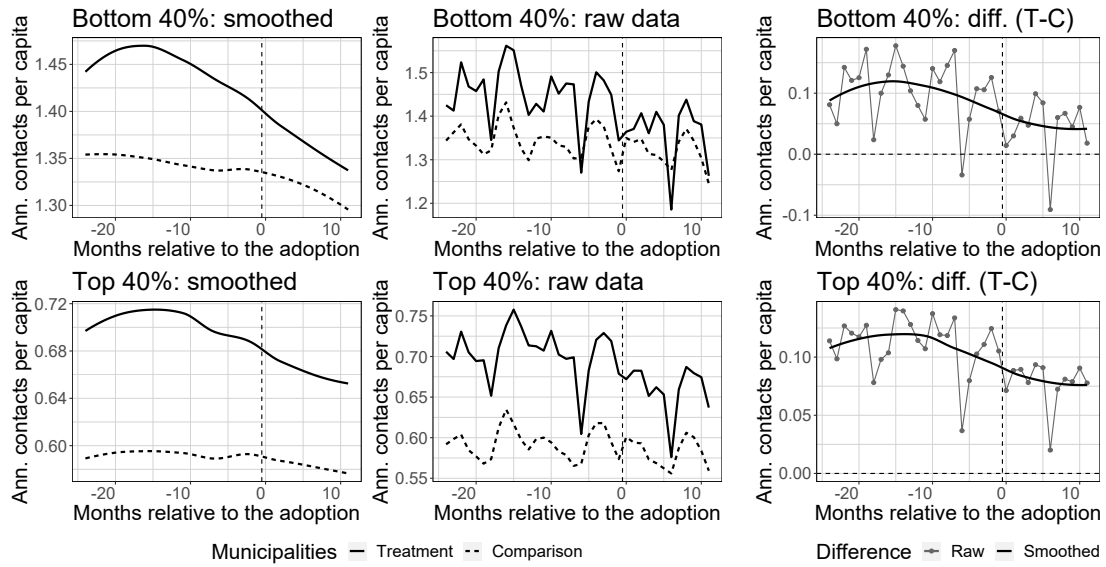 Bottom 40%: smoothed
Ann. contacts per capita
1.45
1.40
1.35
1.30
-20
-10
0
10
Months relative to the adoption
Bottom 40%: raw data
Ann. contacts per capita
1.5
1.4
1.3
1.2
-20
-10
0
10
Months relative to the adoption
Bottom 40%: diff. (T-C)
Ann. contacts per capita
0.1
0.0
-0.1
-20
-10
0
10
Months relative to the adoption
Top 40%: smoothed
Ann. contacts per capita
0.72
0.68
0.64
0.60
-20
-10
0
10
Months relative to the adoption
Top 40%: raw data
Ann. contacts per capita
0.75
0.70
0.65
0.60
0.55
-20
-10
0
10
Months relative to the adoption
Top 40%: diff. (T-C)
Ann. contacts per capita
0.10
0.05
0.00
-20
-10
0
10
Months relative to the adoption
Municipalities Treatment Comparison
Difference Raw Smoothed